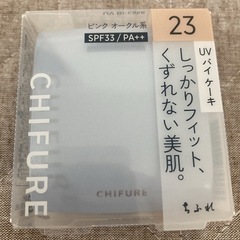 ピンク オークル系
SPF33 / PA++
23
UV バイ ケーキ
しっかりフィット、
くずれない美肌。
CHIFURE
CHIFURE
ちふれ